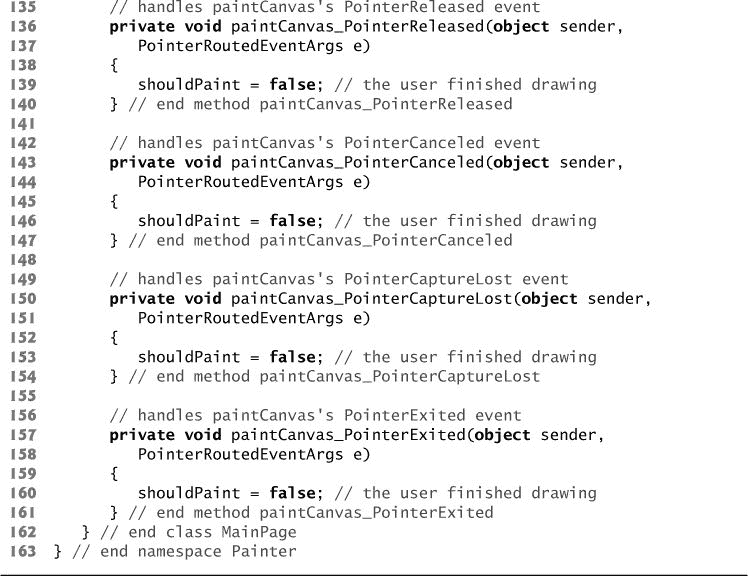 135 // handles paintCanvas's PointerReleased event
136 private void paintCanvas_PointerReleased(object sender,
137 PointerRoutedEventArgs e)
138 {
139 shouldPaint = false; // the user finished drawing
140 } // end method paintCanvas_PointerReleased
141
142 // handles paintCanvas's PointerCanceled event
143 private void paintCanvas_PointerCanceled(object sender,
144 PointerRoutedEventArgs e)
145 {
146 shouldPaint = false; // the user finished drawing
147 } // end method paintCanvas_PointerCanceled
148
149 // handles paintCanvas's PointerCaptureLost event
150 private void paintCanvas_PointerCaptureLost(object sender,
151 PointerRoutedEventArgs e)
152 {
153 shouldPaint = false; // the user finished drawing
154 } // end method paintCanvas_PointerCaptureLost
155
156 // handles paintCanvas's PointerExited event
157 private void paintCanvas_PointerExited(object sender,
158 PointerRoutedEventArgs e)
159 {
160 shouldPaint = false; // the user finished drawing
161 } // end method paintCanvas_PointerExited
162 } // end class MainPage
163 } // end namespace Painter